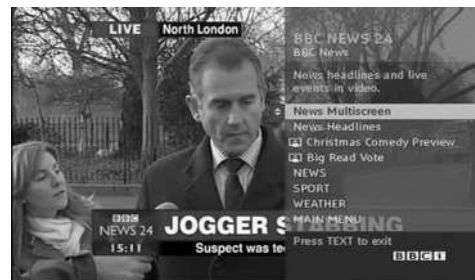 LIVE North London
BBC NEWS 24
BBC News
News headlines and live
events in video.
News Multiscreen
News Headlines
Christmas Comedy Preview
Big Read Vote
NEWS
SPORT
WEATHER
MAIN MENU
Press TEXT to exit
BBCi
BBC
NEWS 24
15:11
JOGGER STABBING
Suspect was